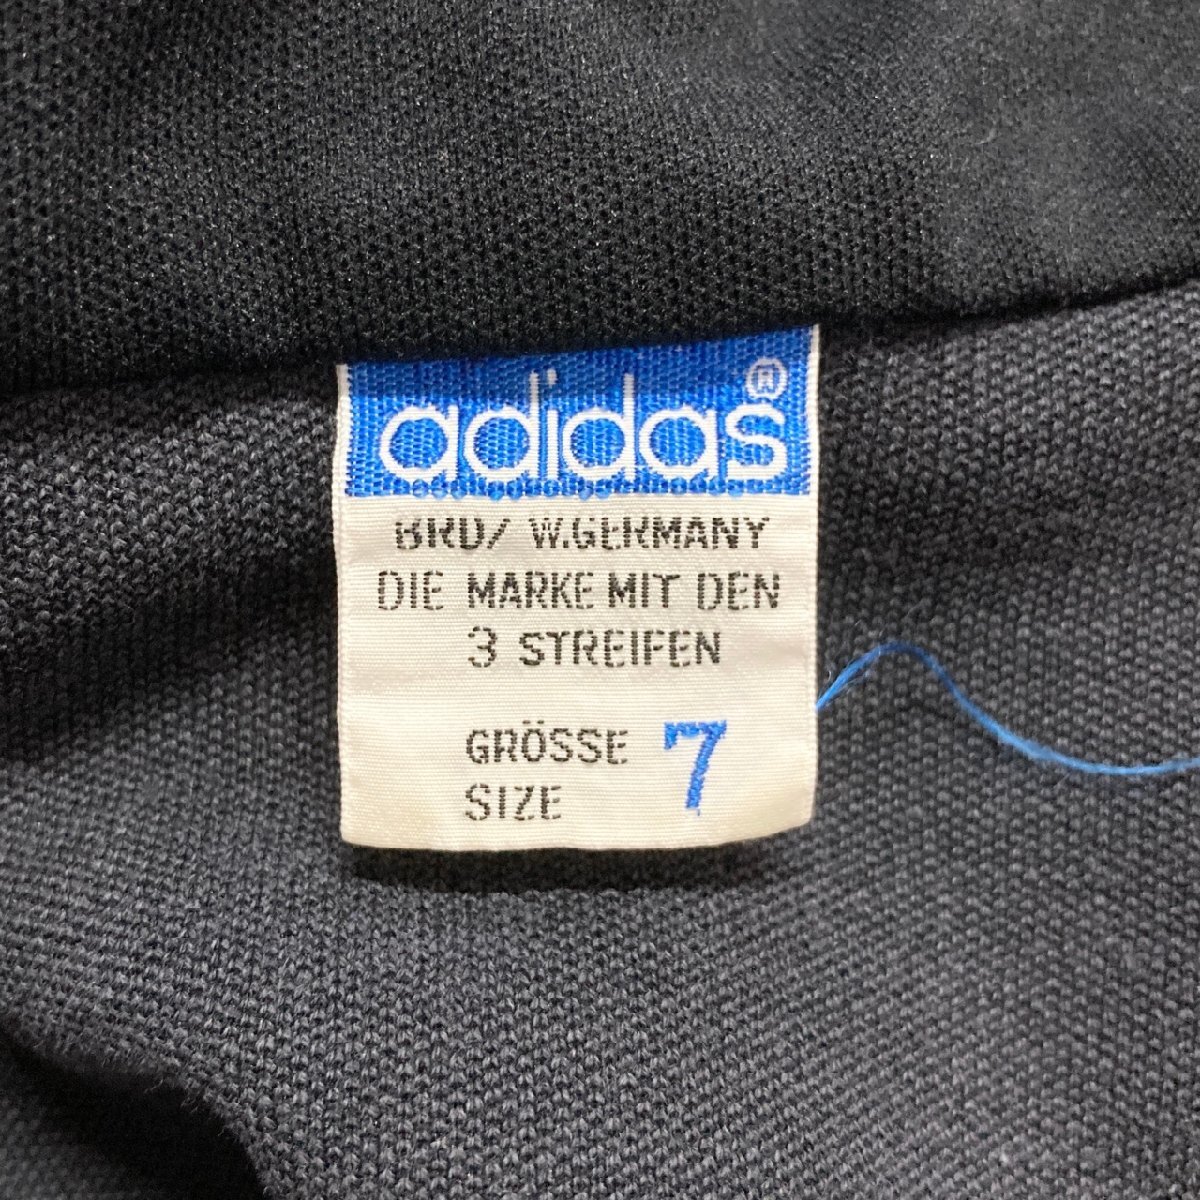 adidas®
BRD/ W.GERMANY
DIE MARKE MIT DEN
3 STREIFEN
GRÖSSE 7
SIZE